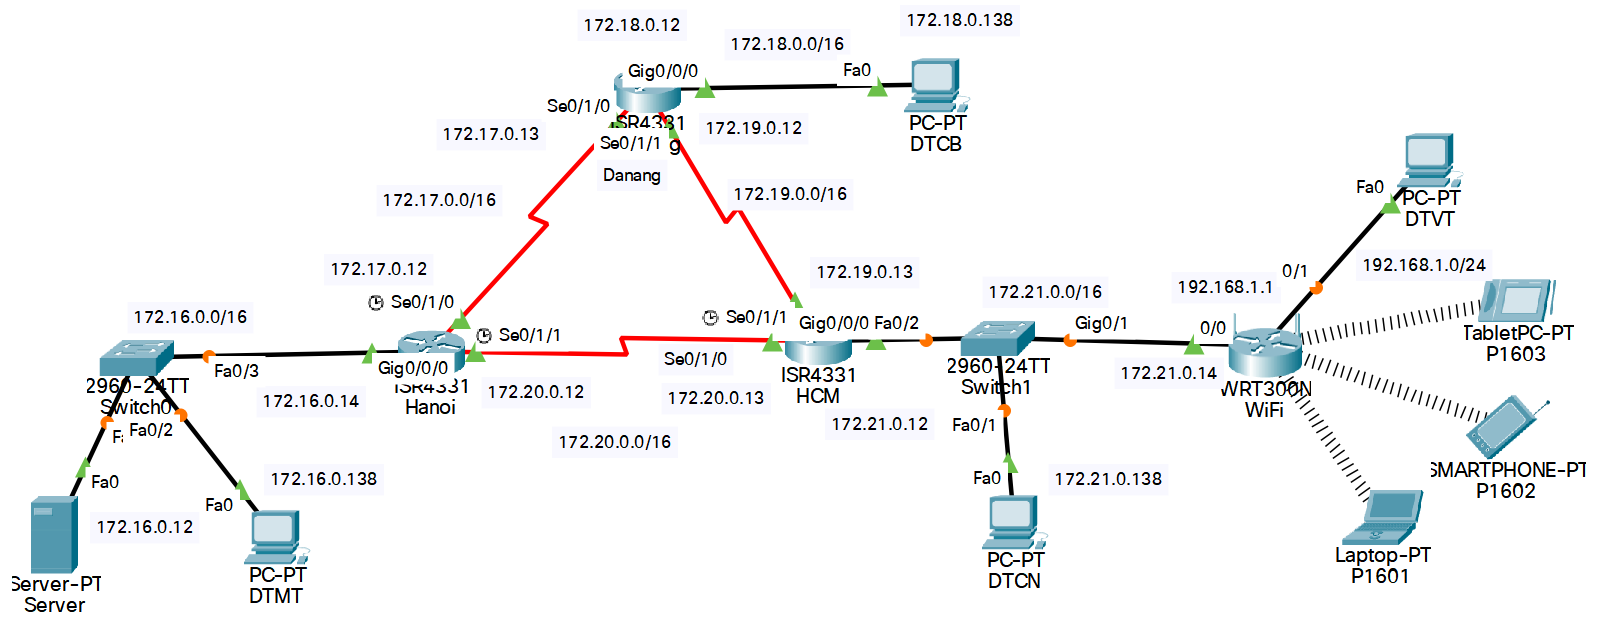 172.18.0.12
172.18.0.138
172.18.0.0/16
Gig0/0/0
Fa0
Se0/1/0
172.17.0.13
ISR4331
172.19.0.12
PC-PT
DTCB
Se0/1/1
g
Danang
172.17.0.0/16
172.19.0.0/16
Fa0
PC-PT
DTVT
172.17.0.12
172.19.0.13
0/1
192.168.1.0/24
Se0/1/0
172.21.0.0/16
192.168.1.1
172.16.0.0/16
Se0/1/1
Se0/1/1
Gig0/0/0
Fa0/2
Gig0/1
0/0
TabletPC-PT
P1603
Fa0/3
Gig0/0/0
Se0/1/0
2960-24TT
Switch0
ISR4331
Hanoi
ISR4331
HCM
2960-24TT
Switch1
172.21.0.14
WRT300N
WiFi
172.16.0.14
172.20.0.12
172.20.0.13
172.21.0.12
Fa0/2
Fa0/1
172.20.0.0/16
SMARTPHONE-PT
P1602
Fa0
Fa0
172.16.0.138
Fa0
172.21.0.138
172.16.0.12
Server-PT
Server
PC-PT
DTMT
PC-PT
DTCN
Laptop-PT
P1601